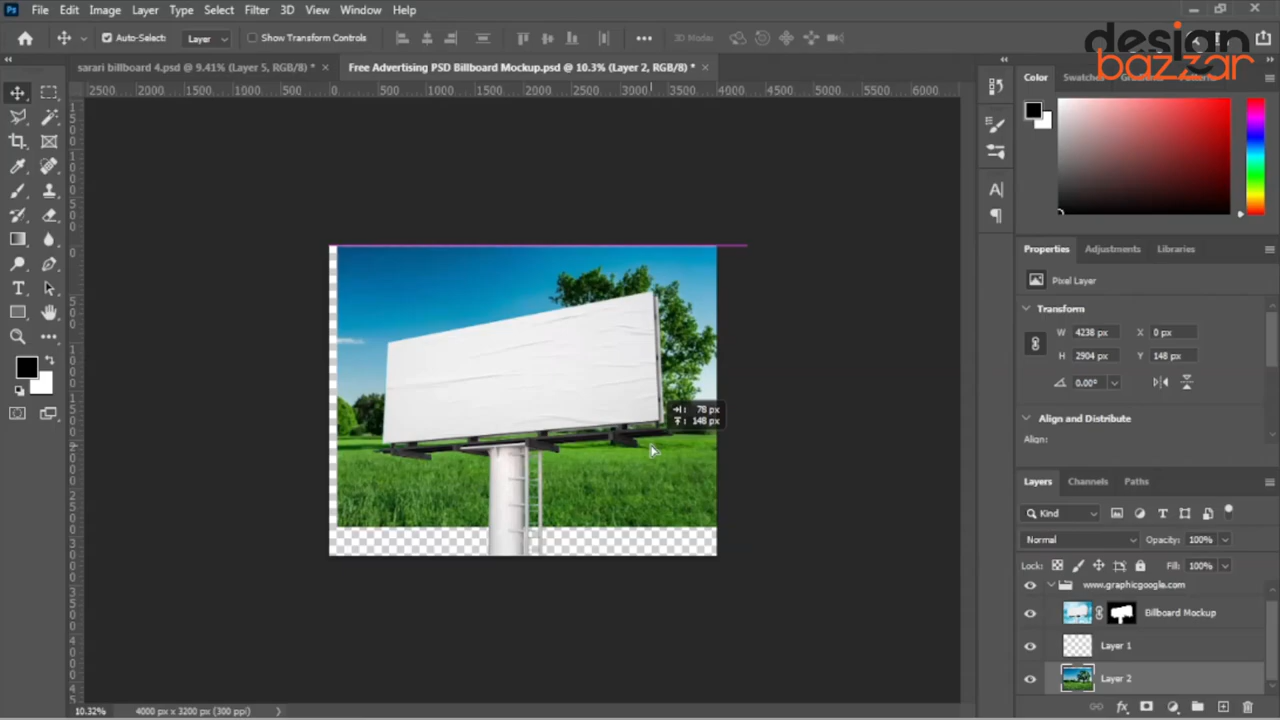 Ps File Edit Image Layer Type Select Filter 3D View Window Help
Auto-Select: Layer Show Transform Controls 3D Mode:
design
bazzar
sarari billboard 4.psd @ 9.41% (Layer 5, RGB/8) * × Free Advertising PSD Billboard Mockup.psd @ 10.3% (Layer 2, RGB/8) * ×
2500 2000 1500 1000 500 0 500 1000 1500 2000 2500 3000 3500 4000 4500 5000 5500 6000
Color Swatches
Properties Adjustments Libraries
Pixel Layer
Transform
W 4238 px X 0 px
H 2904 px Y 148 px
0.00°
78 px
148 px
Align and Distribute
Align:
Layers Channels Paths
Kind
Normal Opacity: 100%
Lock: Fill: 100%
www.graphicgoogle.com
Billboard Mockup
Layer 1
Layer 2
10.32% 4000 px x 3200 px (300 ppi)